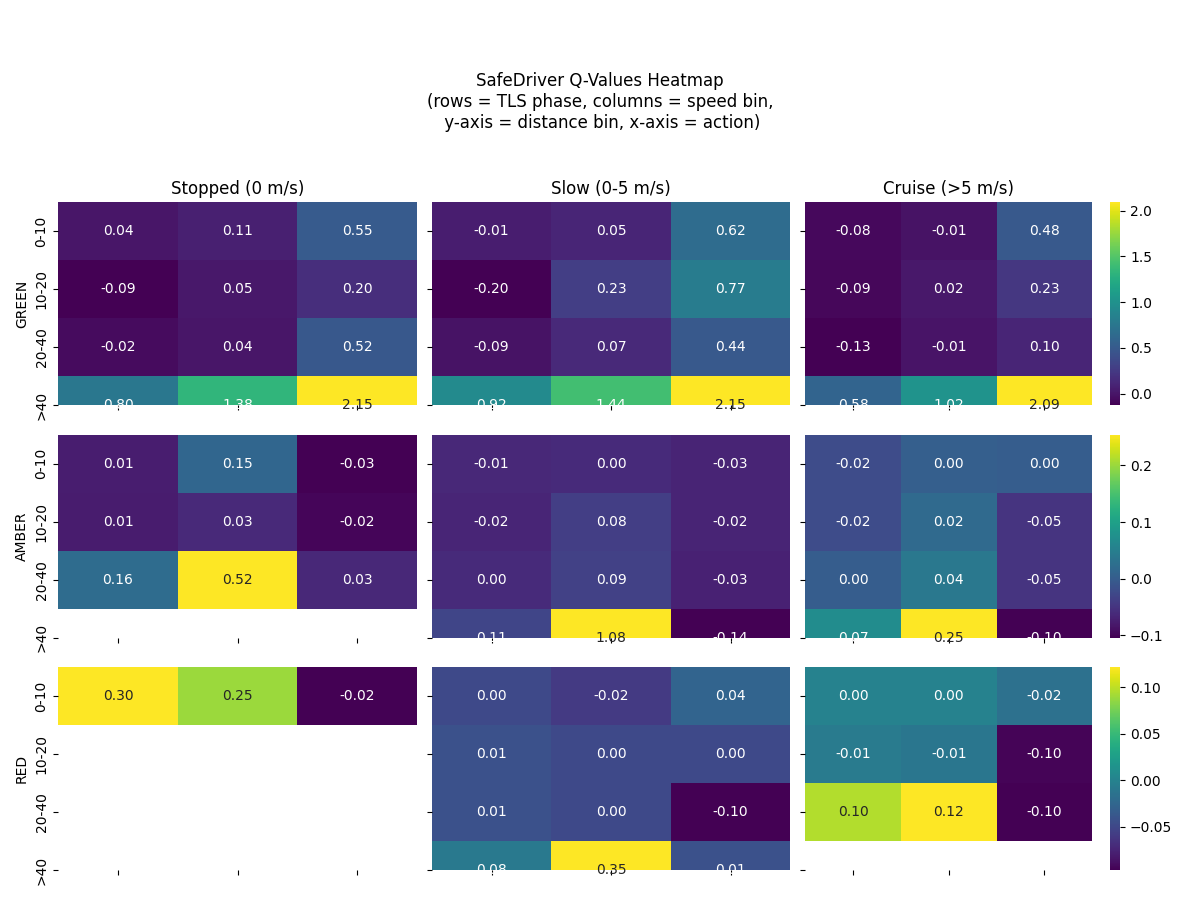 SafeDriver Q-Values Heatmap
(rows = TLS phase, columns = speed bin,
y-axis = distance bin, x-axis = action)
Stopped (0 m/s)
Slow (0-5 m/s)
Cruise (>5 m/s)
GREEN
0-10
0.04 0.11 0.55
-0.01 0.05 0.62
-0.08 -0.01 0.48
10-20
-0.09 0.05 0.20
-0.20 0.23 0.77
-0.09 0.02 0.23
20-40
-0.02 0.04 0.52
-0.09 0.07 0.44
-0.13 -0.01 0.10
>40
0.80 1.38 2.15
0.92 1.44 2.15
0.58 1.02 2.09
2.0
1.5
1.0
0.5
0.0
AMBER
0-10
0.01 0.15 -0.03
-0.01 0.00 -0.03
-0.02 0.00 0.00
10-20
0.01 0.03 -0.02
-0.02 0.08 -0.02
-0.02 0.02 -0.05
20-40
0.16 0.52 0.03
0.00 0.09 -0.03
0.00 0.04 -0.05
>40
0.11 1.08 -0.14
0.07 0.25 -0.10
0.2
0.1
0.0
−0.1
RED
0-10
0.30 0.25 -0.02
0.00 -0.02 0.04
0.00 0.00 -0.02
10-20
0.01 0.00 0.00
-0.01 -0.01 -0.10
20-40
0.01 0.00 -0.10
0.10 0.12 -0.10
>40
0.08 0.35 0.01
0.10
0.05
0.00
−0.05